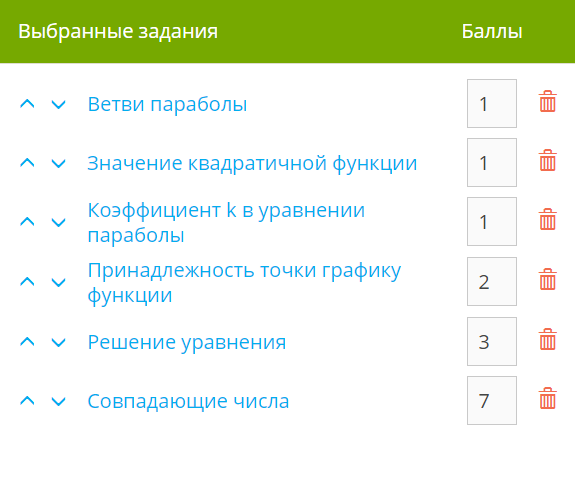 Выбранные задания Баллы
Ветви параболы 1
Значение квадратичной функции 1
Коэффициент k в уравнении
параболы 1
Принадлежность точки графику
функции 2
Решение уравнения 3
Совпадающие числа 7